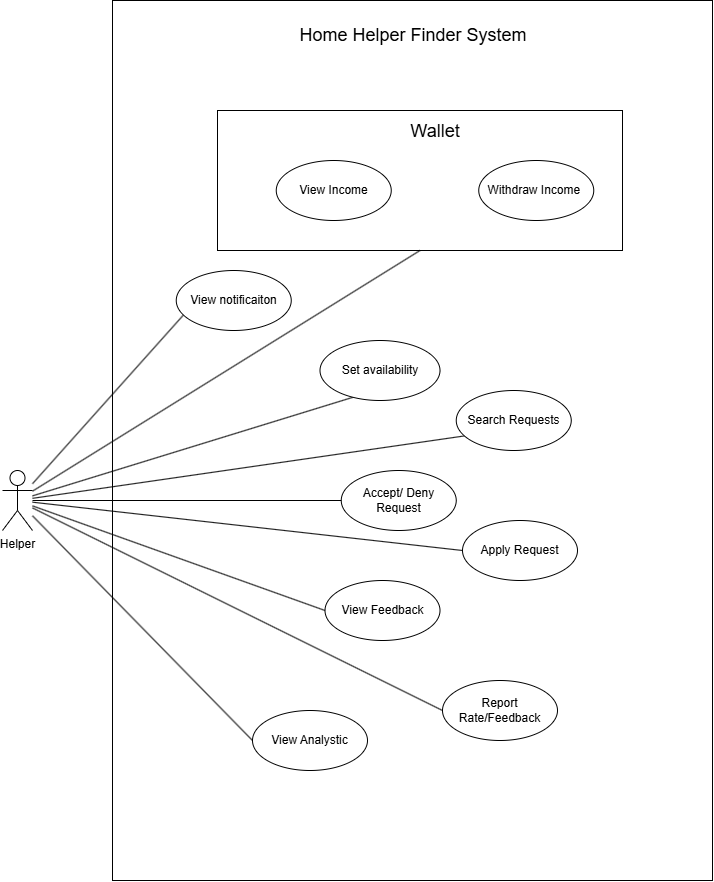 Home Helper Finder System
Wallet
View Income
Withdraw Income
View notificaiton
Set availability
Search Requests
Accept/ Deny
Request
Helper
Apply Request
View Feedback
Report
Rate/Feedback
View Analystic